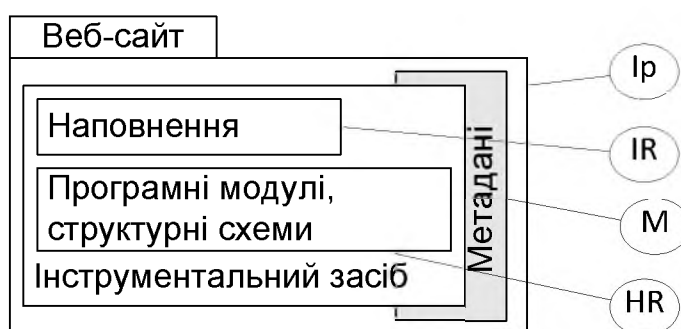 Веб-сайт
Ip
Наповнення
IR
Метадані
Програмні модулі,
структурні схеми
M
Інструментальний засіб
HR